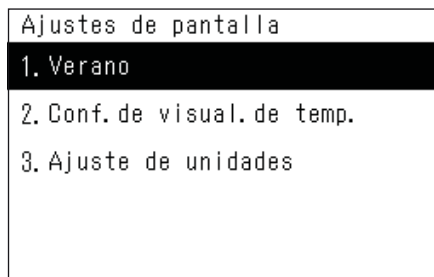 Ajustes de pantalla
1. Verano
2. Conf. de visual. de temp.
3. Ajuste de unidades